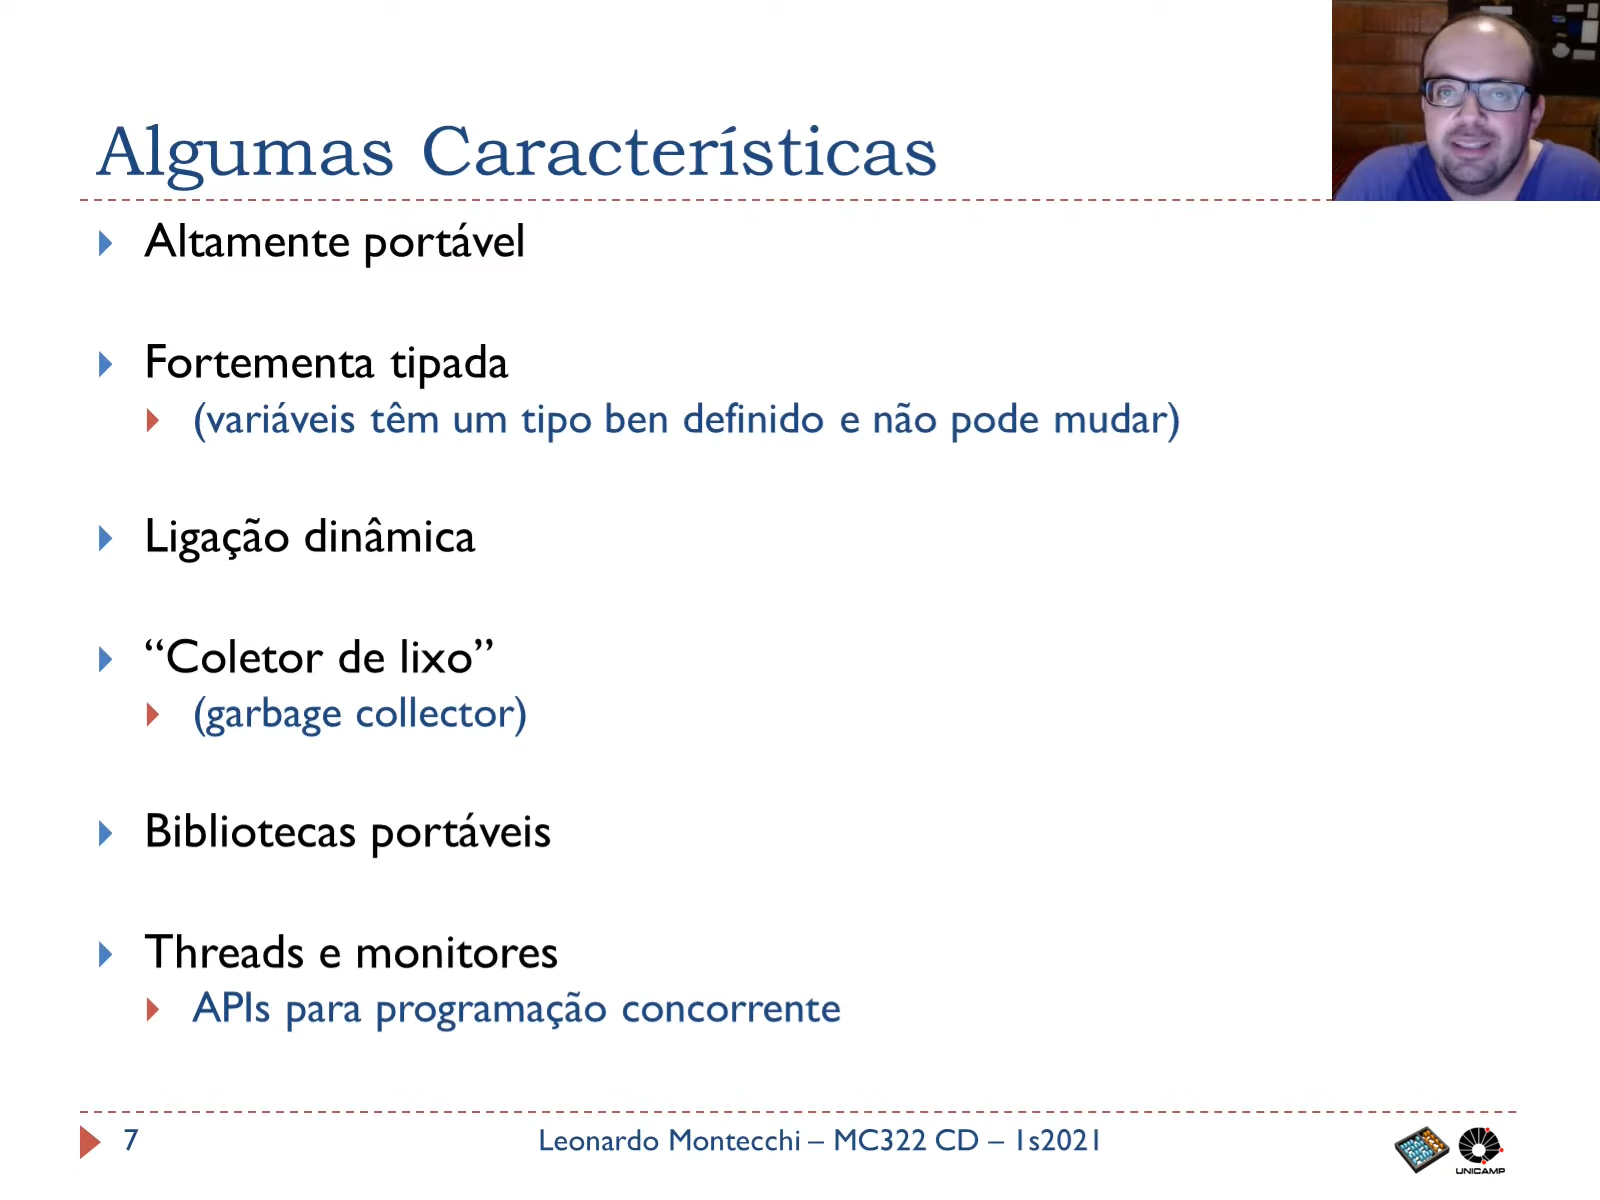 Algumas Características
Altamente portável
Fortementa tipada
(variáveis têm um tipo ben definido e não pode mudar)
Ligação dinâmica
“Coletor de lixo”
(garbage collector)
Bibliotecas portáveis
Threads e monitores
APIs para programação concorrente
7
Leonardo Montecchi – MC322 CD – 1s2021
UNICAMP